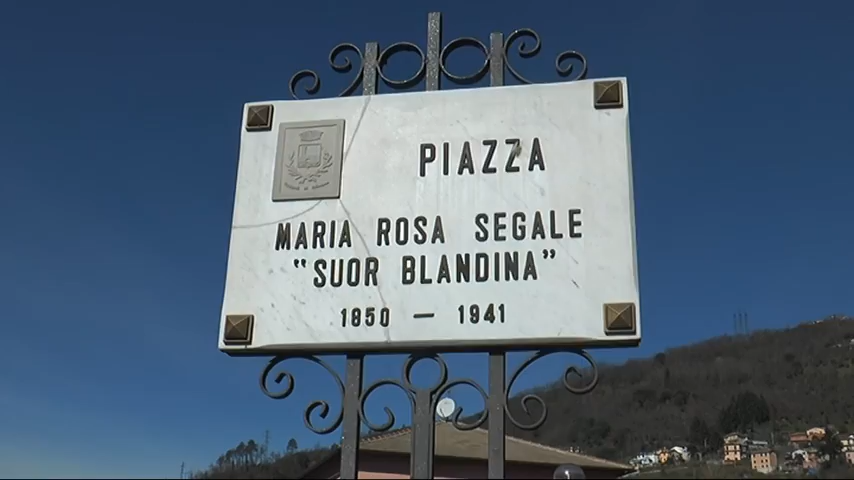 PIAZZA
MARIA ROSA SEGALE
"SUOR BLANDINA"
1850 — 1941